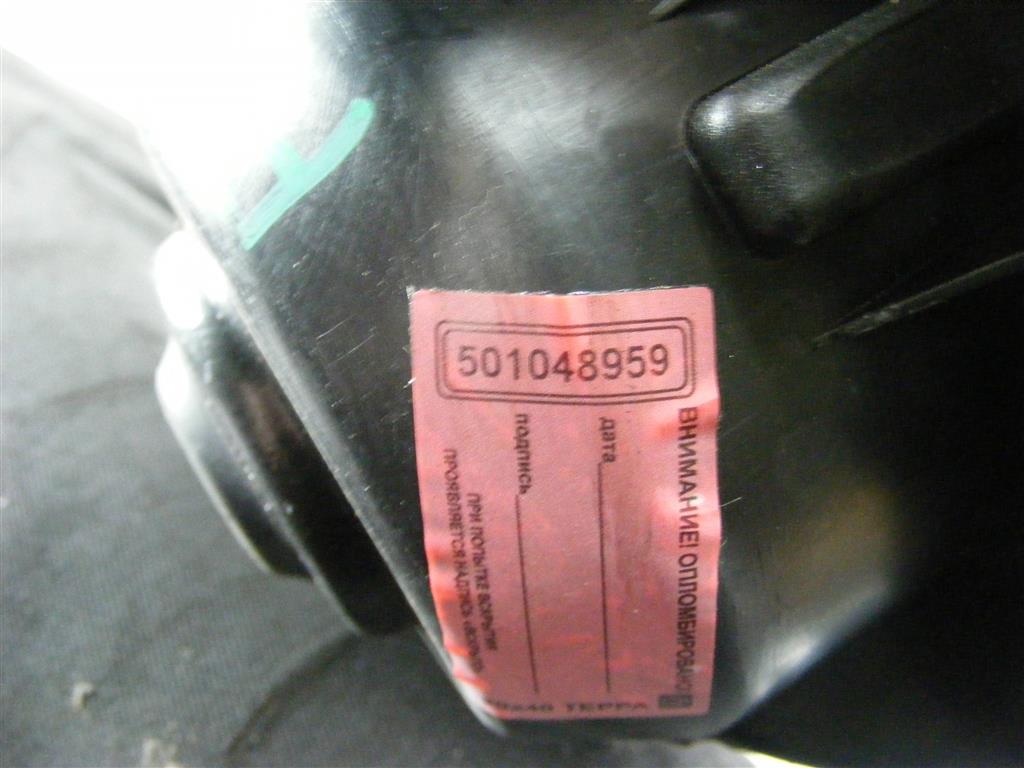 501048959
ВНИМАНИЕ! ОПЛОМБИРОВАНО
дата
подпись
ПРИ ПОПЫТКЕ ВСКРЫТИЯ
ПРОЯВЛЯЕТСЯ НАДПИСЬ «ВСКРЫТО»
ТЕРРА